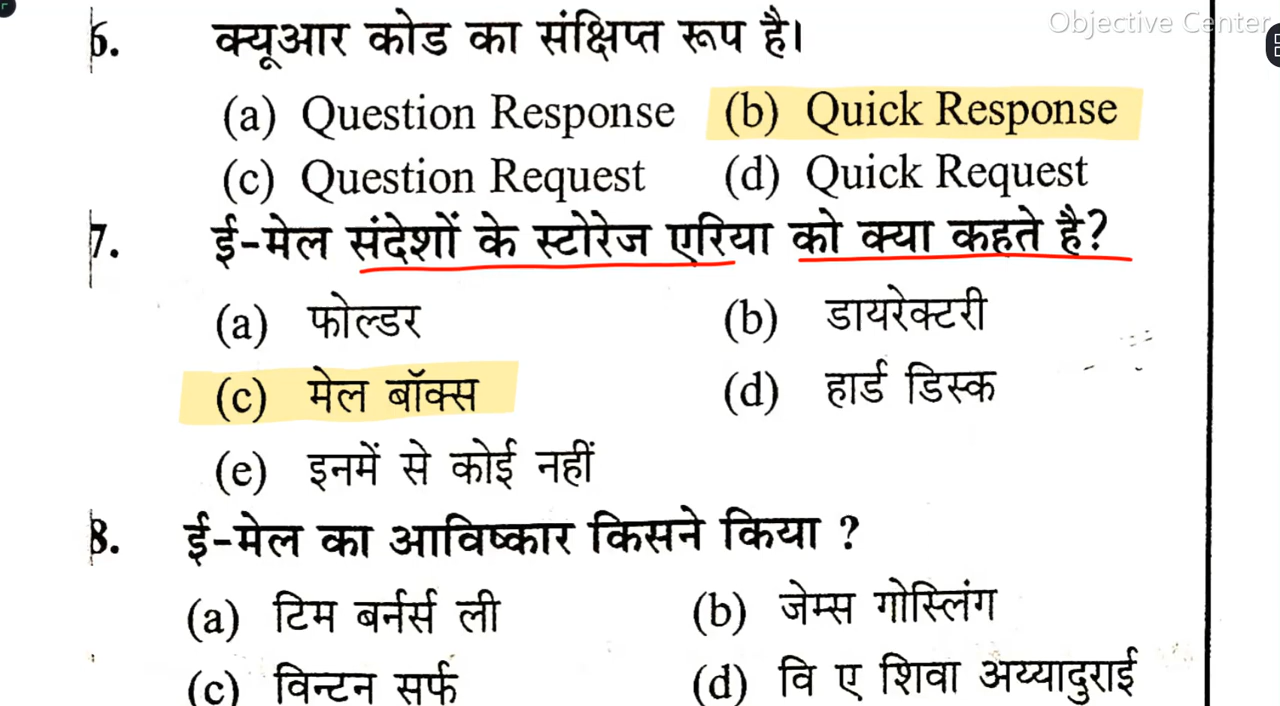 Objective Center
6. क्यूआर कोड का संक्षिप्त रूप है।
(a) Question Response (b) Quick Response
(c) Question Request (d) Quick Request
7. ई-मेल संदेशों के स्टोरेज एरिया को क्या कहते है?
(a) फोल्डर (b) डायरेक्टरी
(c) मेल बॉक्स (d) हार्ड डिस्क
(e) इनमें से कोई नहीं
8. ई-मेल का आविष्कार किसने किया ?
(a) टिम बर्नर्स ली (b) जेम्स गोस्लिंग
(c) विन्टन सर्फ (d) वि ए शिवा अय्यादुराई